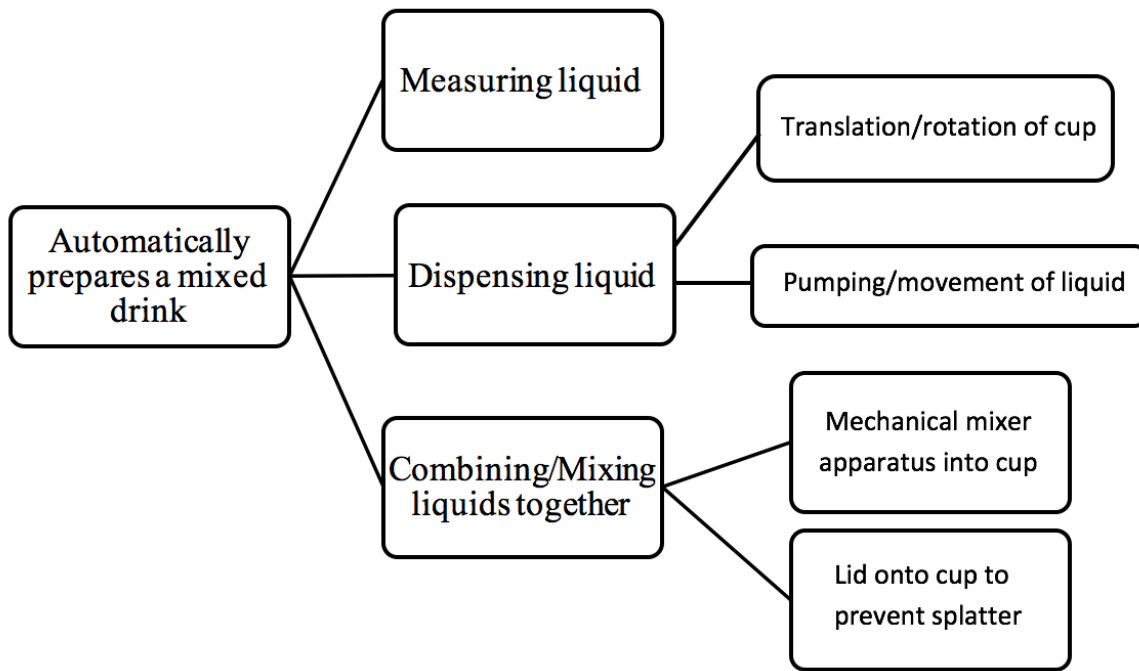 Measuring liquid
Translation/rotation of cup
Automatically
prepares a mixed
drink
Dispensing liquid
Pumping/movement of liquid
Combining/Mixing
liquids together
Mechanical mixer
apparatus into cup
Lid onto cup to
prevent splatter